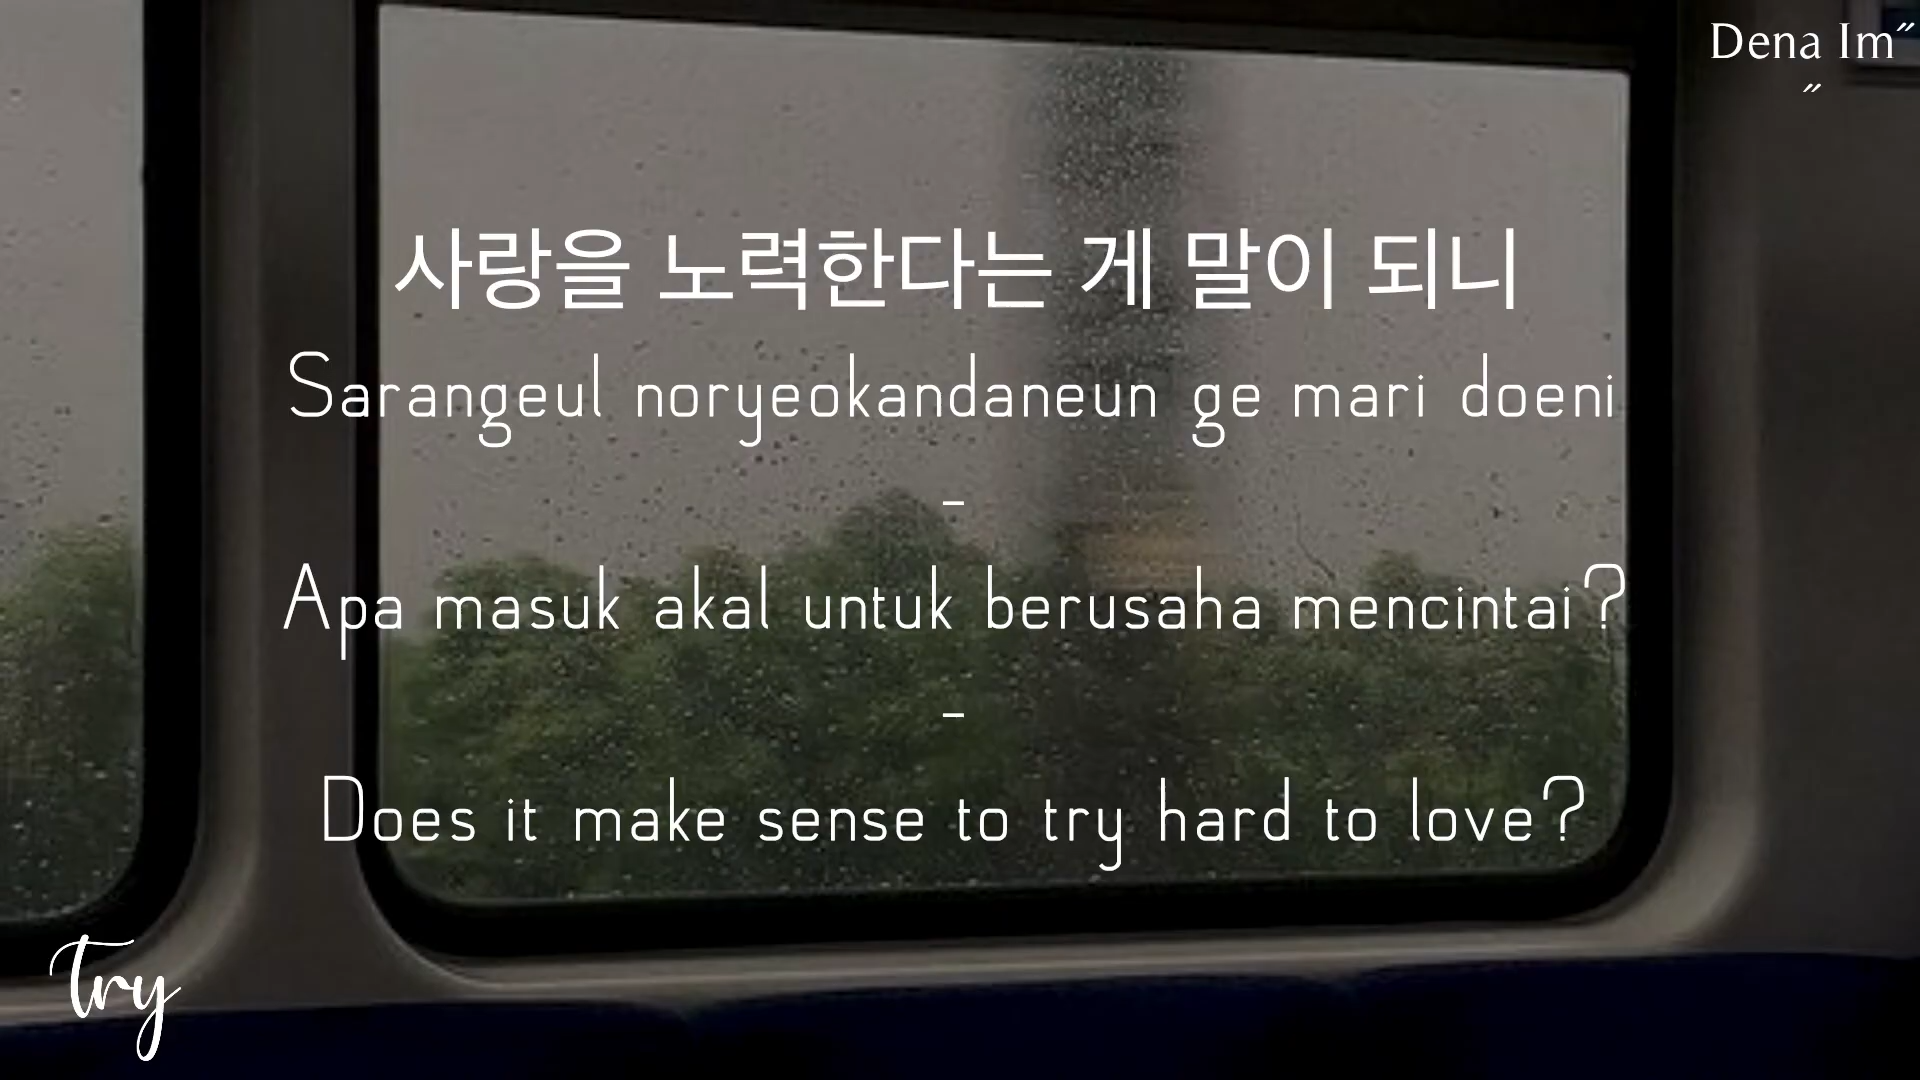 Dena Im˝
˝
사랑을 노력한다는 게 말이 되니
Sarangeul noryeokandaneun ge mari doeni
-
Apa masuk akal untuk berusaha mencintai?
-
Does it make sense to try hard to love?
try